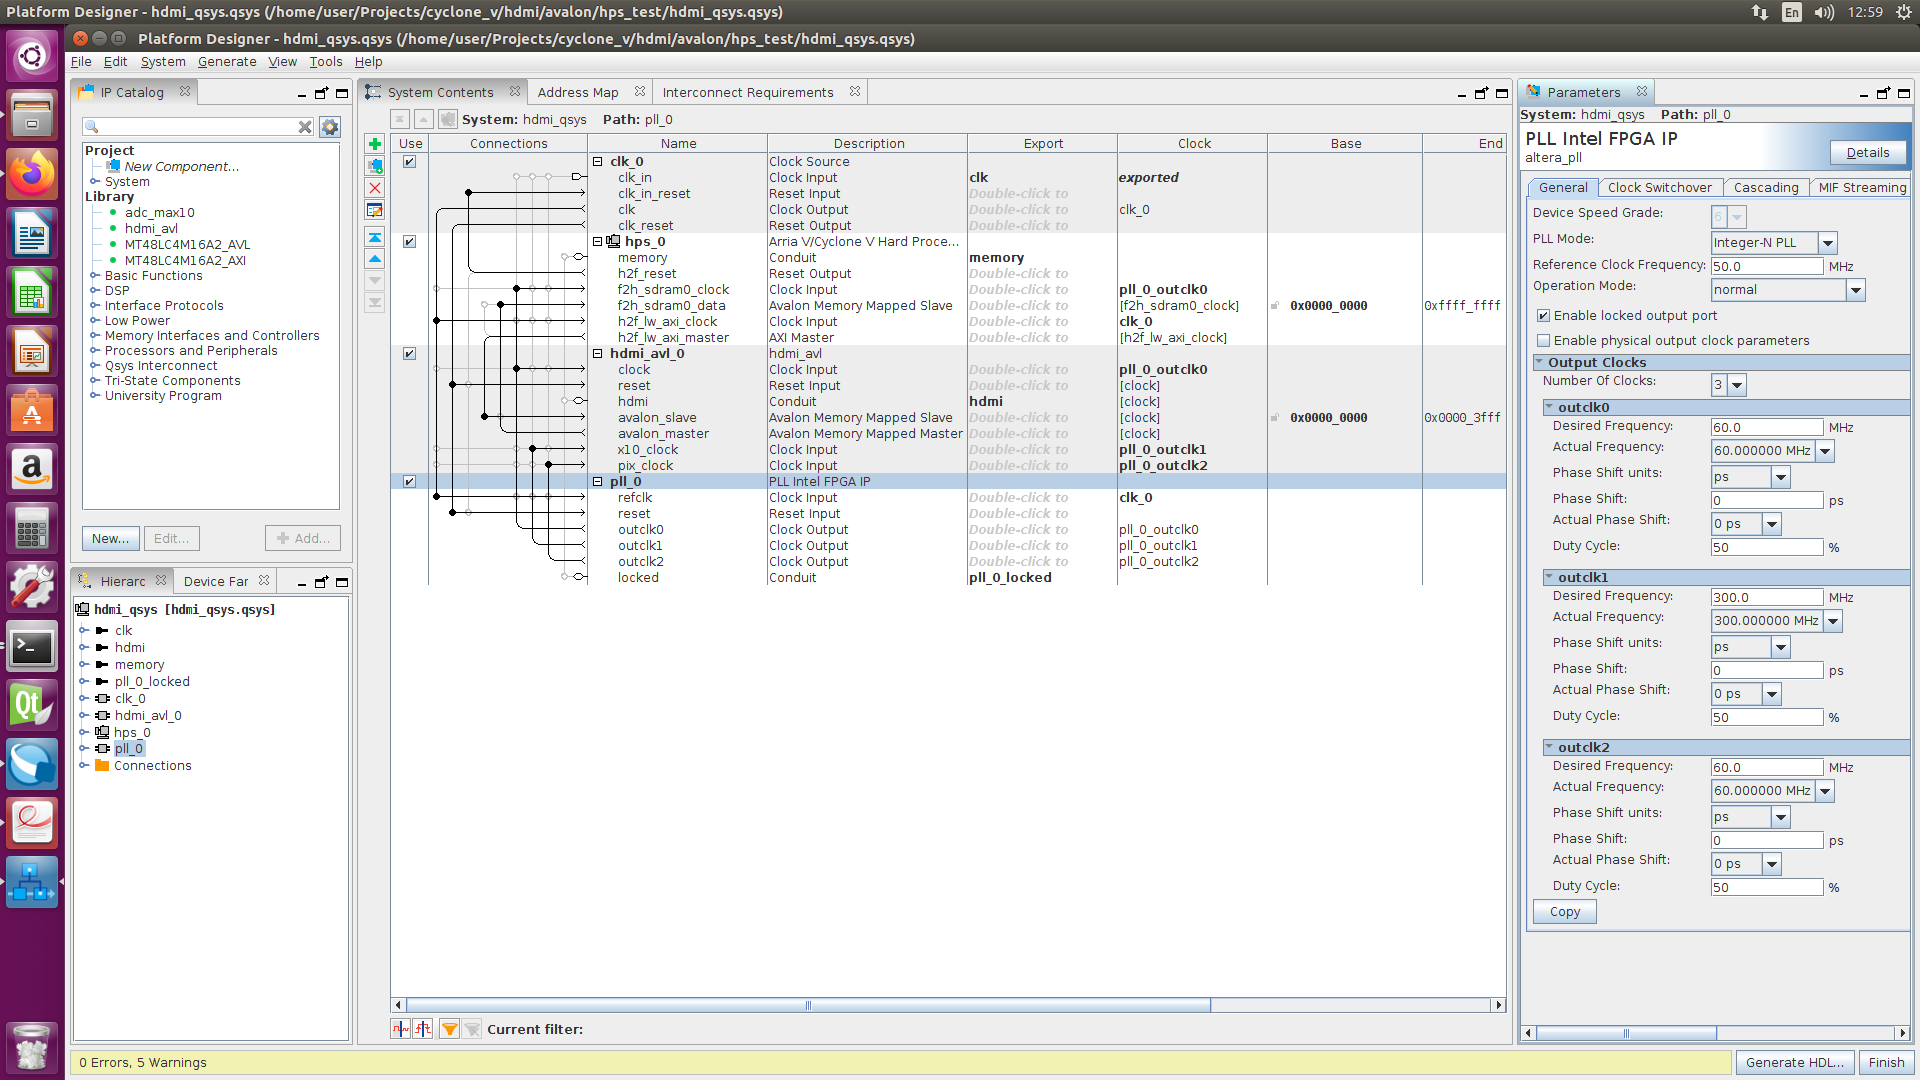 Platform Designer - hdmi_qsys.qsys (/home/user/Projects/cyclone_v/hdmi/avalon/hps_test/hdmi_qsys.qsys)
En
12:59
Platform Designer - hdmi_qsys.qsys (/home/user/Projects/cyclone_v/hdmi/avalon/hps_test/hdmi_qsys.qsys)
File Edit System Generate View Tools Help
IP Catalog
Project
New Component...
System
Library
adc_max10
hdmi_avl
MT48LC4M16A2_AVL
MT48LC4M16A2_AXI
Basic Functions
DSP
Interface Protocols
Low Power
Memory Interfaces and Controllers
Processors and Peripherals
Qsys Interconnect
Tri-State Components
University Program
New... Edit... Add...
Hierarc Device Far
hdmi_qsys [hdmi_qsys.qsys]
clk
hdmi
memory
pll_0_locked
clk_0
hdmi_avl_0
hps_0
pll_0
Connections
System Contents Address Map Interconnect Requirements
System: hdmi_qsys Path: pll_0
Use Connections Name Description Export Clock Base End
clk_0 Clock Source
clk_in Clock Input clk exported
clk_in_reset Reset Input Double-click to
clk Clock Output Double-click to clk_0
clk_reset Reset Output Double-click to
hps_0 Arria V/Cyclone V Hard Proce...
memory Conduit memory
h2f_reset Reset Output Double-click to
f2h_sdram0_clock Clock Input Double-click to pll_0_outclk0
f2h_sdram0_data Avalon Memory Mapped Slave Double-click to [f2h_sdram0_clock] 0x0000_0000 0xffff_ffff
h2f_lw_axi_clock Clock Input Double-click to clk_0
h2f_lw_axi_master AXI Master Double-click to [h2f_lw_axi_clock]
hdmi_avl_0 hdmi_avl
clock Clock Input Double-click to pll_0_outclk0
reset Reset Input Double-click to [clock]
hdmi Conduit hdmi [clock]
avalon_slave Avalon Memory Mapped Slave Double-click to [clock] 0x0000_0000 0x0000_3fff
avalon_master Avalon Memory Mapped Master Double-click to [clock]
x10_clock Clock Input Double-click to pll_0_outclk1
pix_clock Clock Input Double-click to pll_0_outclk2
pll_0 PLL Intel FPGA IP
refclk Clock Input Double-click to clk_0
reset Reset Input Double-click to
outclk0 Clock Output Double-click to pll_0_outclk0
outclk1 Clock Output Double-click to pll_0_outclk1
outclk2 Clock Output Double-click to pll_0_outclk2
locked Conduit pll_0_locked
Current filter:
Parameters
System: hdmi_qsys Path: pll_0
PLL Intel FPGA IP
altera_pll
Details
General Clock Switchover Cascading MIF Streaming
Device Speed Grade: 6
PLL Mode: Integer-N PLL
Reference Clock Frequency: 50.0 MHz
Operation Mode: normal
Enable locked output port
Enable physical output clock parameters
Output Clocks
Number Of Clocks: 3
outclk0
Desired Frequency: 60.0 MHz
Actual Frequency: 60.000000 MHz
Phase Shift units: ps
Phase Shift: 0 ps
Actual Phase Shift: 0 ps
Duty Cycle: 50 %
outclk1
Desired Frequency: 300.0 MHz
Actual Frequency: 300.000000 MHz
Phase Shift units: ps
Phase Shift: 0 ps
Actual Phase Shift: 0 ps
Duty Cycle: 50 %
outclk2
Desired Frequency: 60.0 MHz
Actual Frequency: 60.000000 MHz
Phase Shift units: ps
Phase Shift: 0 ps
Actual Phase Shift: 0 ps
Duty Cycle: 50 %
Copy
0 Errors, 5 Warnings
Generate HDL... Finish